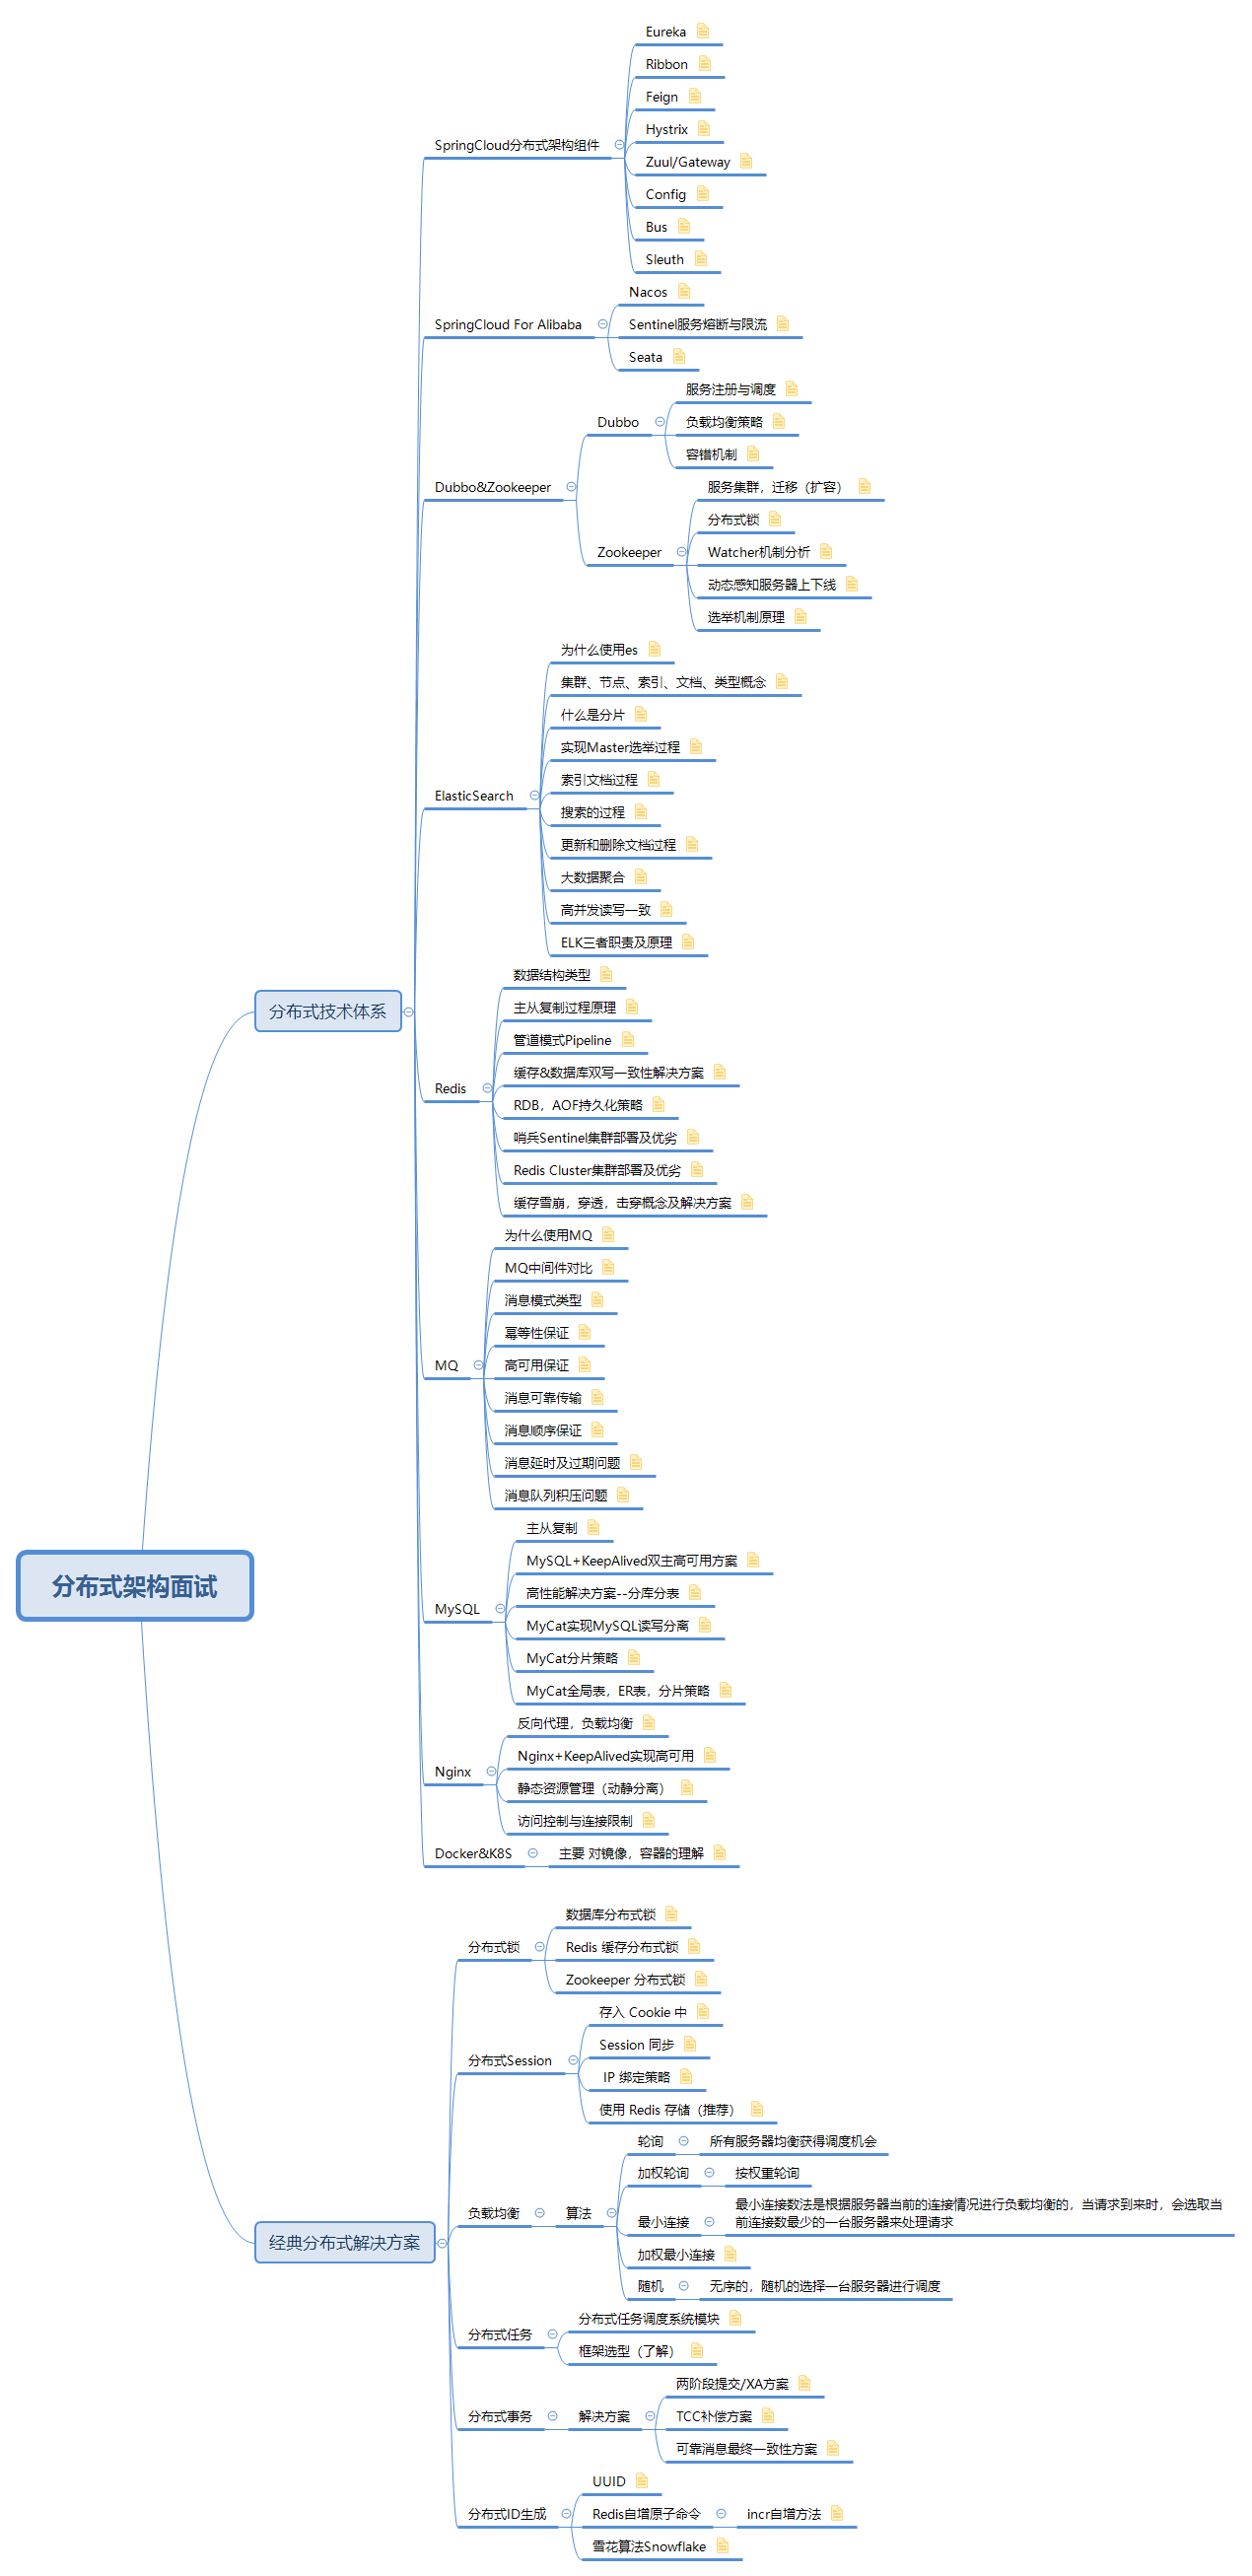 分布式架构面试
分布式技术体系
SpringCloud分布式架构组件
Eureka
Ribbon
Feign
Hystrix
Zuul/Gateway
Config
Bus
Sleuth
SpringCloud For Alibaba
Nacos
Sentinel服务熔断与限流
Seata
Dubbo&Zookeeper
Dubbo
服务注册与调度
负载均衡策略
容错机制
Zookeeper
服务集群，迁移（扩容）
分布式锁
Watcher机制分析
动态感知服务器上下线
选举机制原理
ElasticSearch
为什么使用es
集群、节点、索引、文档、类型概念
什么是分片
实现Master选举过程
索引文档过程
搜索的过程
更新和删除文档过程
大数据聚合
高并发读写一致
ELK三者职责及原理
Redis
数据结构类型
主从复制过程原理
管道模式Pipeline
缓存&数据库双写一致性解决方案
RDB，AOF持久化策略
哨兵Sentinel集群部署及优劣
Redis Cluster集群部署及优劣
缓存雪崩，穿透，击穿概念及解决方案
MQ
为什么使用MQ
MQ中间件对比
消息模式类型
幂等性保证
高可用保证
消息可靠传输
消息顺序保证
消息延时及过期问题
消息队列积压问题
MySQL
主从复制
MySQL+KeepAlived双主高可用方案
高性能解决方案--分库分表
MyCat实现MySQL读写分离
MyCat分片策略
MyCat全局表，ER表，分片策略
Nginx
反向代理，负载均衡
Nginx+KeepAlived实现高可用
静态资源管理（动静分离）
访问控制与连接限制
Docker&K8S
主要 对镜像，容器的理解
经典分布式解决方案
分布式锁
数据库分布式锁
Redis 缓存分布式锁
Zookeeper 分布式锁
分布式Session
存入 Cookie 中
Session 同步
IP 绑定策略
使用 Redis 存储（推荐）
负载均衡
算法
轮询
所有服务器均衡获得调度机会
加权轮询
按权重轮询
最小连接
最小连接数法是根据服务器当前的连接情况进行负载均衡的，当请求到来时，会选取当
前连接数最少的一台服务器来处理请求
加权最小连接
随机
无序的，随机的选择一台服务器进行调度
分布式任务
分布式任务调度系统模块
框架选型（了解）
分布式事务
解决方案
两阶段提交/XA方案
TCC补偿方案
可靠消息最终一致性方案
分布式ID生成
UUID
Redis自增原子命令
incr自增方法
雪花算法Snowflake